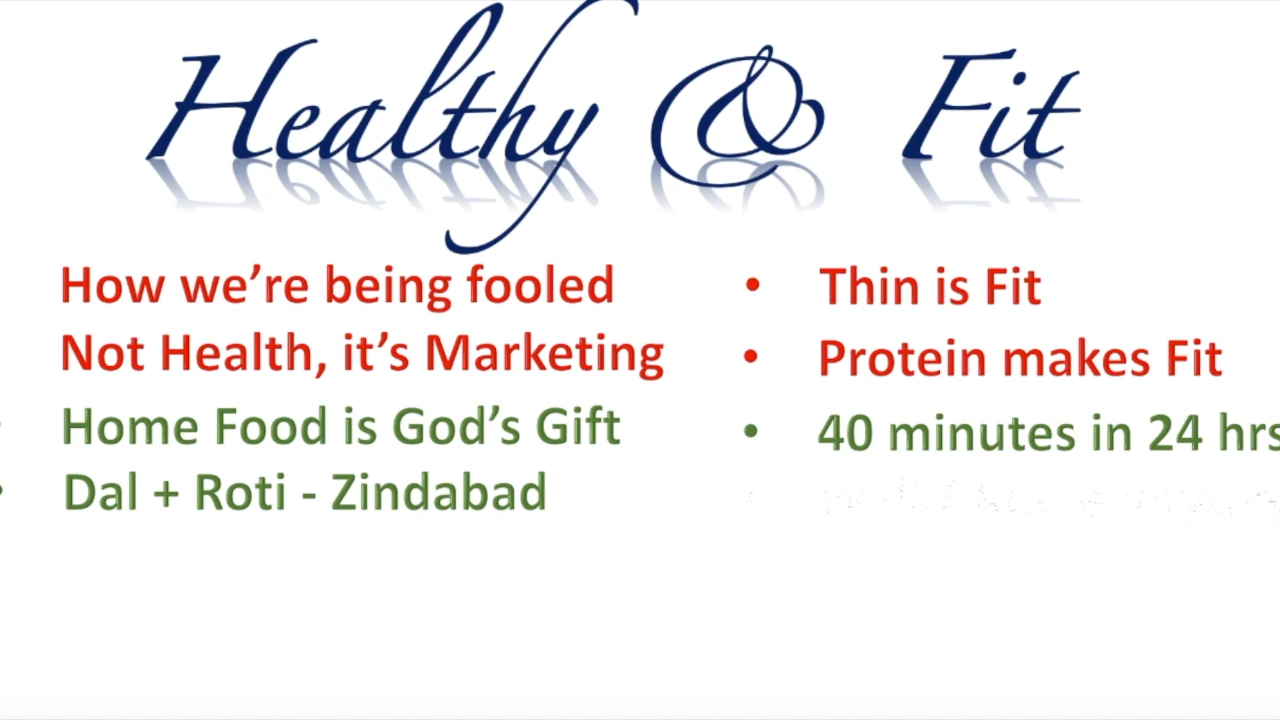 Healthy & Fit
How we're being fooled
Not Health, it's Marketing
Home Food is God's Gift
Dal + Roti - Zindabad
• Thin is Fit
• Protein makes Fit
• 40 minutes in 24 hrs